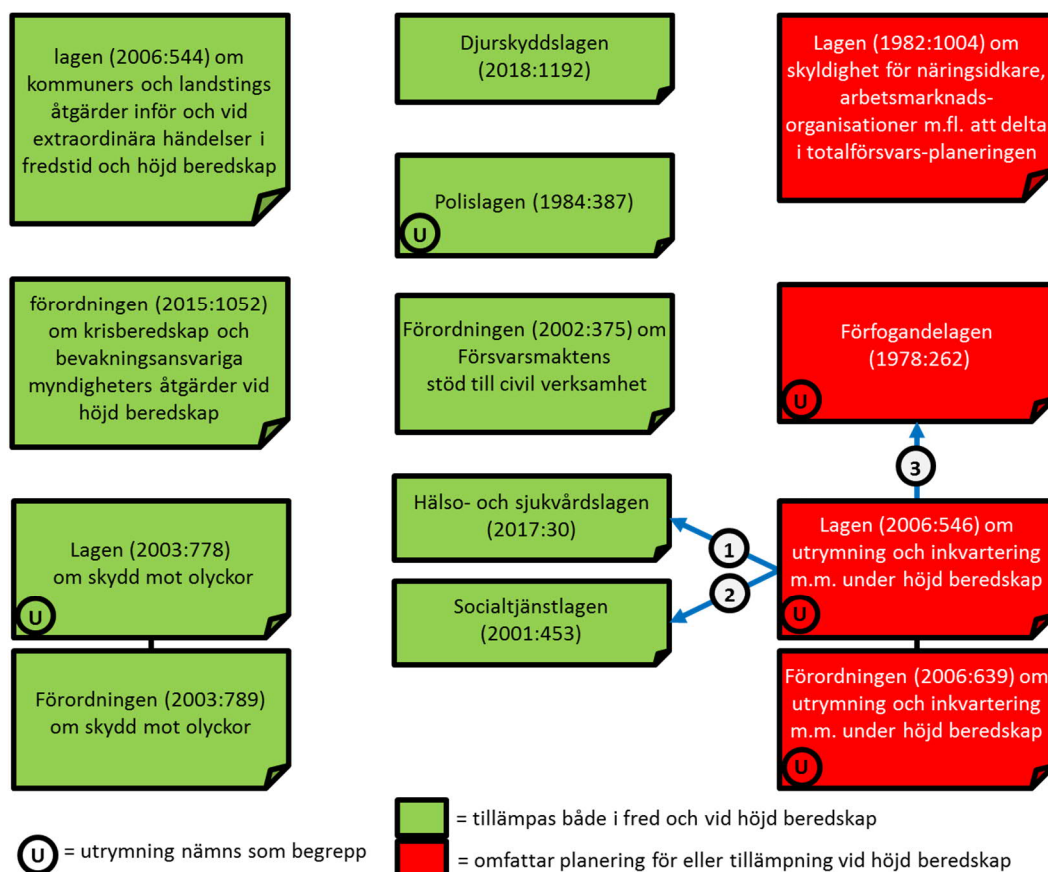 lagen (2006:544) om
kommuners och landstings
åtgärder inför och vid
extraordinära händelser i
fredstid och höjd beredskap
Djurskyddslagen
(2018:1192)
Lagen (1982:1004) om
skyldighet för näringsidkare,
arbetsmarknads-
organisationer m.fl. att delta
i totalförsvars-planeringen
Polislagen (1984:387)
U
förordningen (2015:1052)
om krisberedskap och
bevakningsansvariga
myndigheters åtgärder vid
höjd beredskap
Förordningen (2002:375) om
Försvarsmaktens
stöd till civil verksamhet
Förfogandelagen
(1978:262)
U
3
Lagen (2003:778)
om skydd mot olyckor
U
Hälso- och sjukvårdslagen
(2017:30)
1
2
Socialtjänstlagen
(2001:453)
Lagen (2006:546) om
utrymning och inkvartering
m.m. under höjd beredskap
U
Förordningen (2003:789)
om skydd mot olyckor
Förordningen (2006:639) om
utrymning och inkvartering
m.m. under höjd beredskap
U
U = utrymning nämns som begrepp
= tillämpas både i fred och vid höjd beredskap
= omfattar planering för eller tillämpning vid höjd beredskap